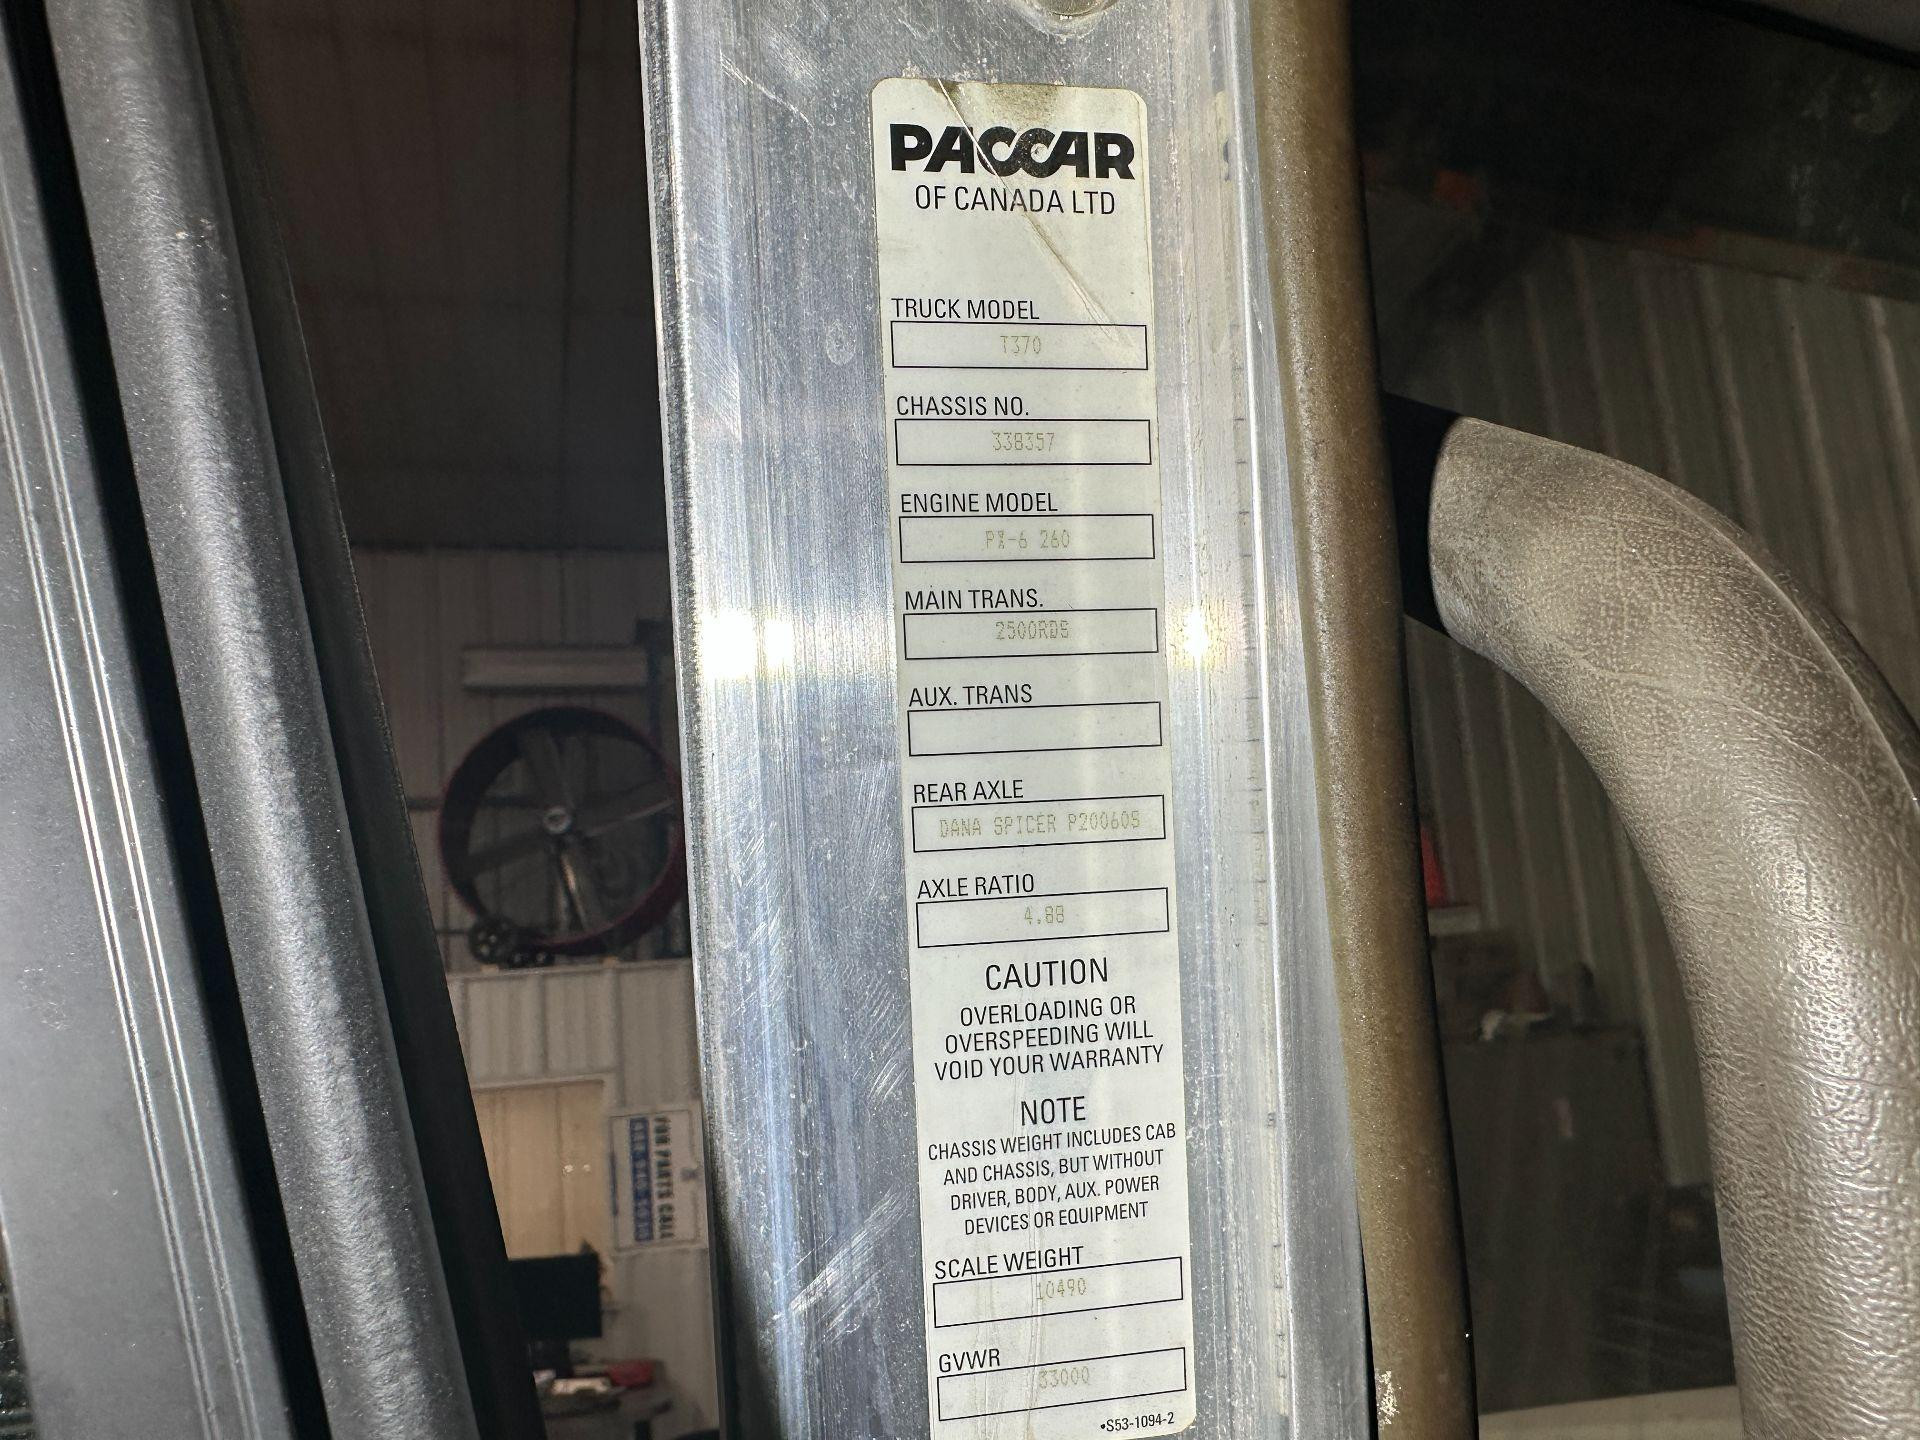 PACCAR
OF CANADA LTD
TRUCK MODEL
T370
CHASSIS NO.
338357
ENGINE MODEL
PX-6 260
MAIN TRANS.
2500RDS
AUX. TRANS
REAR AXLE
DANA SPICER P20060S
AXLE RATIO
4.88
CAUTION
OVERLOADING OR
OVERSPEEDING WILL
VOID YOUR WARRANTY
NOTE
CHASSIS WEIGHT INCLUDES CAB
AND CHASSIS, BUT WITHOUT
DRIVER, BODY, AUX. POWER
DEVICES OR EQUIPMENT
SCALE WEIGHT
10490
GVWR
33000
•S53-1094-2
FOR PARTS CALL